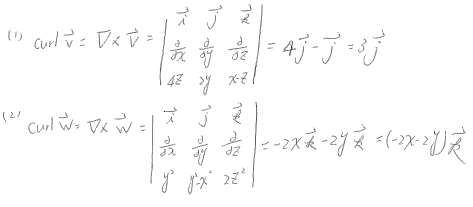 (1) curl v⃗ = ∇×v⃗ = | i⃗ j⃗ k⃗ ; ∂/∂x ∂/∂y ∂/∂z ; 4z 2y x-z | = 4j⃗ - j⃗ = 3j⃗
(2) curl w⃗ = ∇×w⃗ = | i⃗ j⃗ k⃗ ; ∂/∂x ∂/∂y ∂/∂z ; y² y²-x² 2z² | = -2xk⃗ - 2yk⃗ = (-2x-2y)k⃗